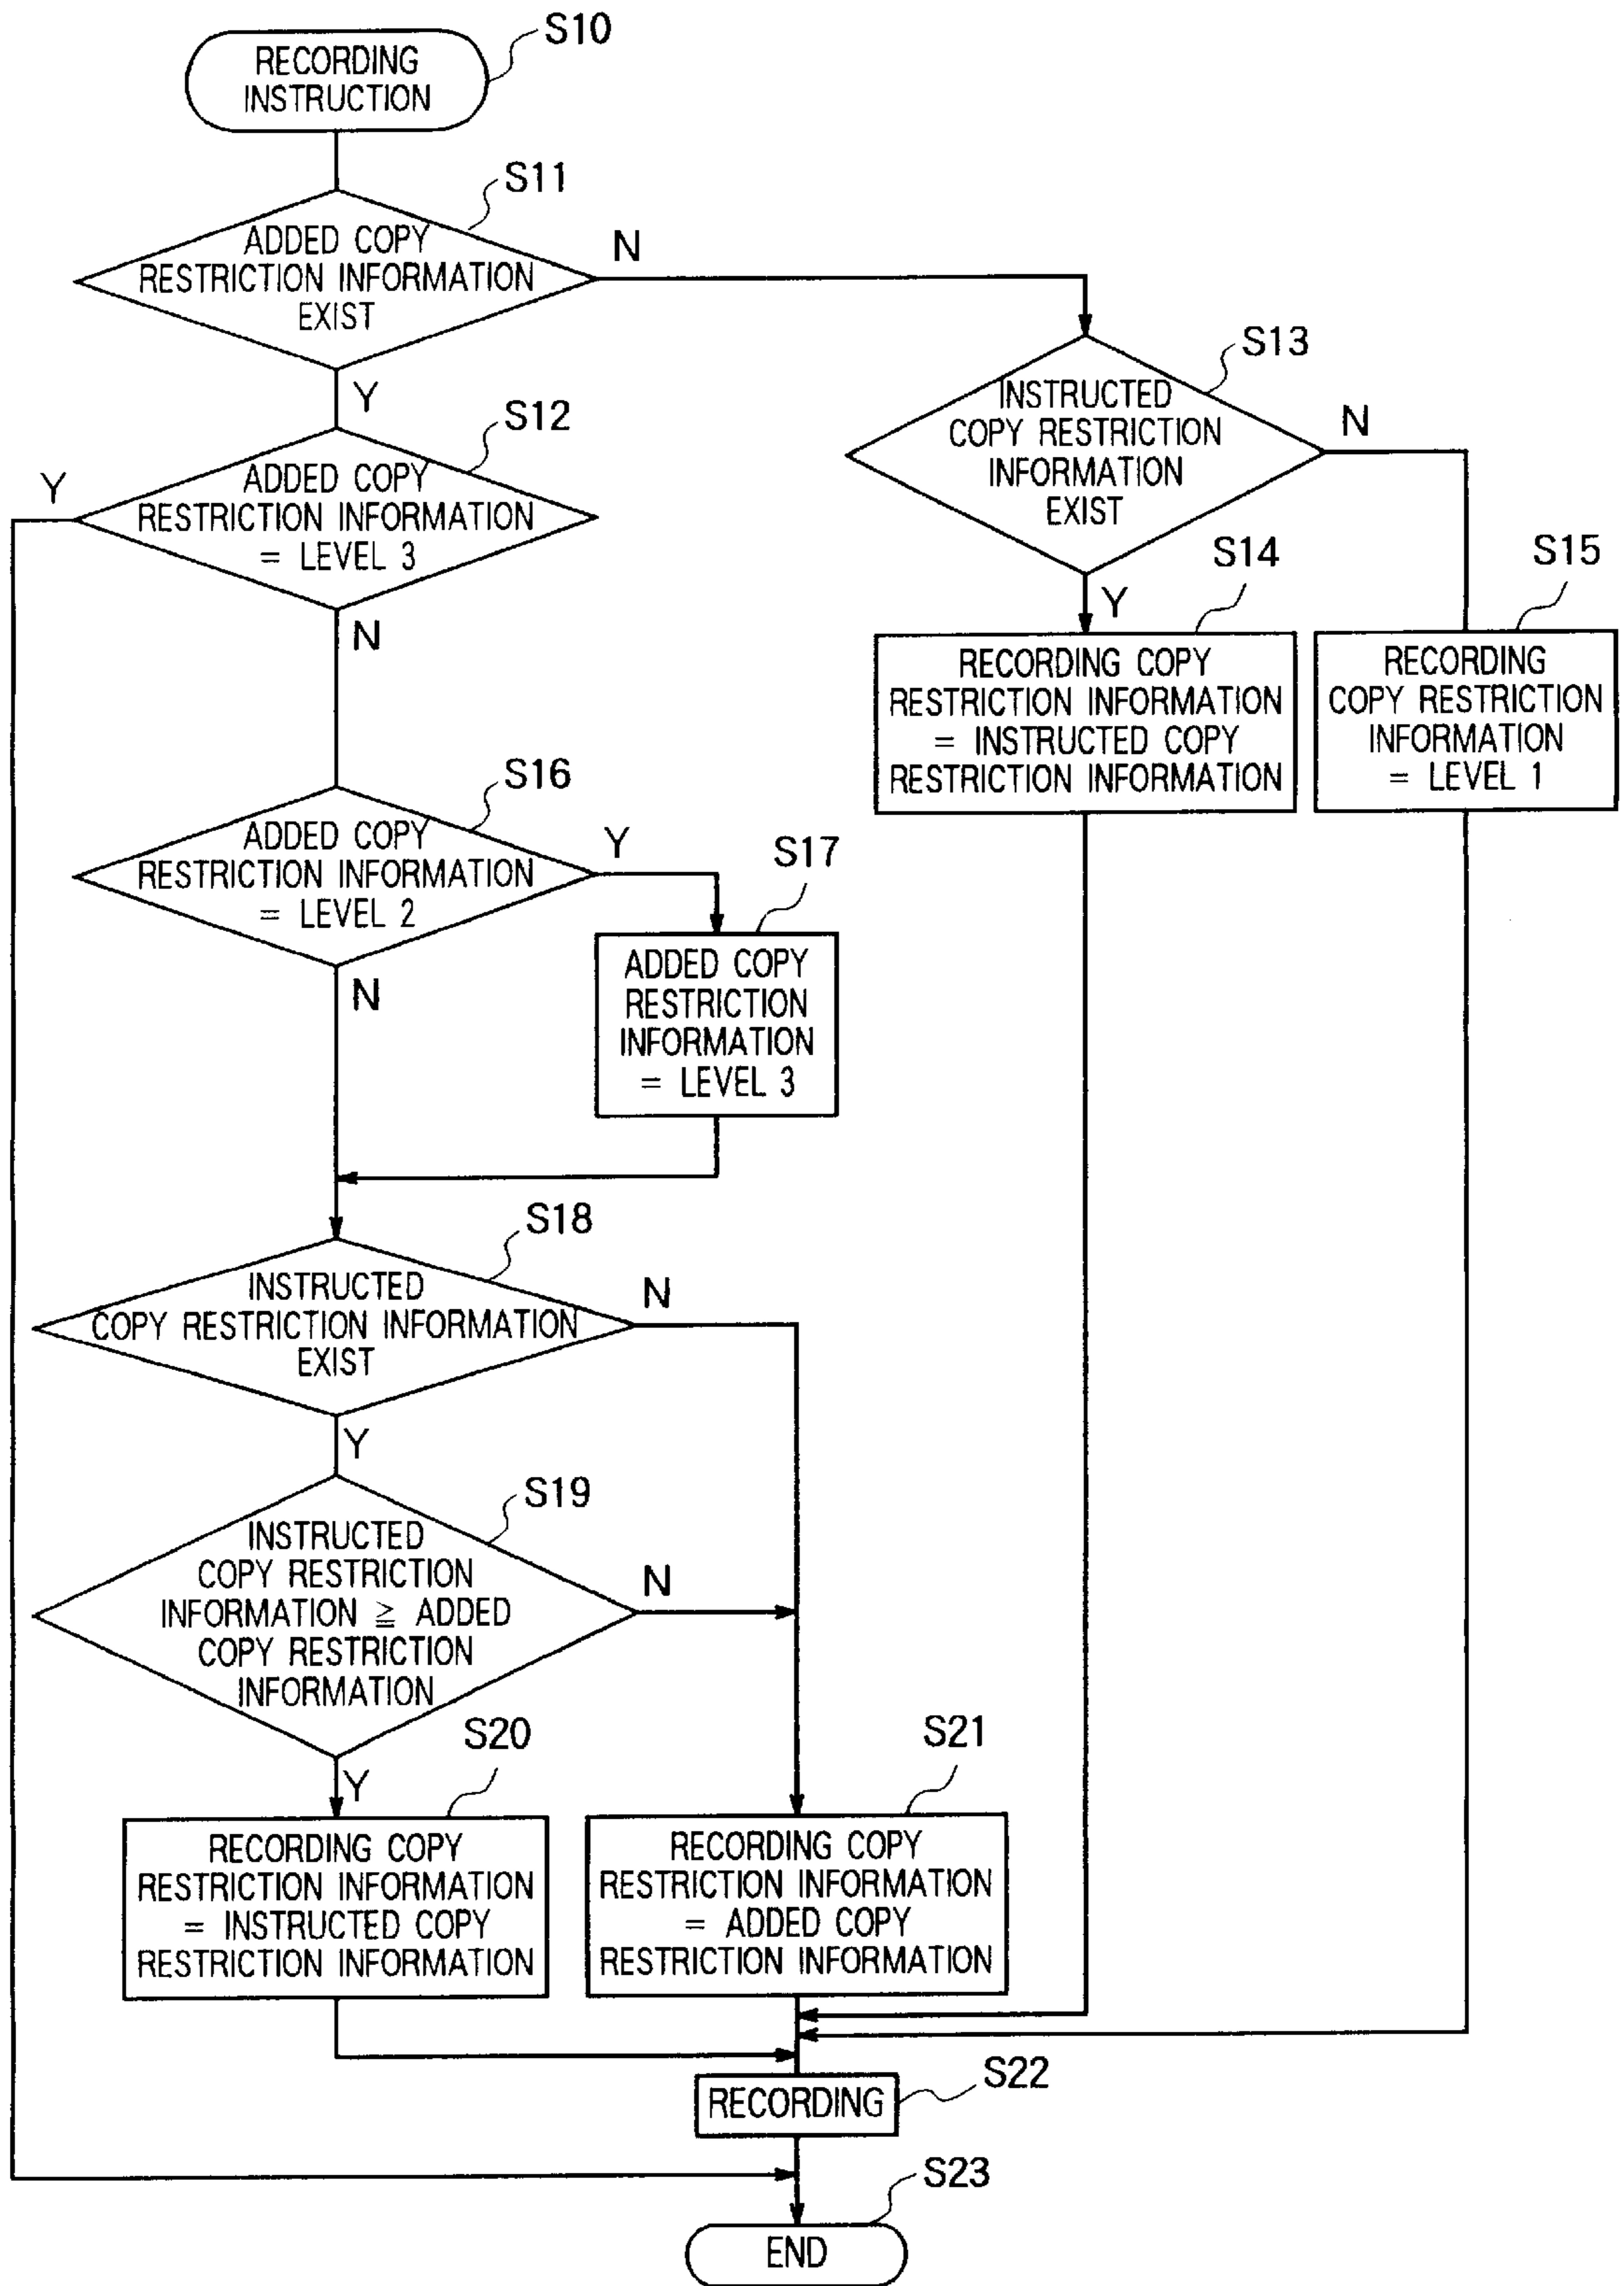 S10
RECORDING
INSTRUCTION
S11
ADDED COPY
RESTRICTION INFORMATION
EXIST
N
Y
S13
INSTRUCTED
COPY RESTRICTION
INFORMATION
EXIST
N
Y
S12
ADDED COPY
RESTRICTION INFORMATION
= LEVEL 3
Y
N
S14
RECORDING COPY
RESTRICTION INFORMATION
= INSTRUCTED COPY
RESTRICTION INFORMATION
S15
RECORDING
COPY RESTRICTION
INFORMATION
= LEVEL 1
S16
ADDED COPY
RESTRICTION INFORMATION
= LEVEL 2
Y
N
S17
ADDED COPY
RESTRICTION
INFORMATION
= LEVEL 3
S18
INSTRUCTED
COPY RESTRICTION INFORMATION
EXIST
N
Y
S19
INSTRUCTED
COPY RESTRICTION
INFORMATION ≧ ADDED
COPY RESTRICTION
INFORMATION
N
Y
S20
RECORDING COPY
RESTRICTION INFORMATION
= INSTRUCTED COPY
RESTRICTION INFORMATION
S21
RECORDING COPY
RESTRICTION INFORMATION
= ADDED COPY
RESTRICTION INFORMATION
S22
RECORDING
S23
END